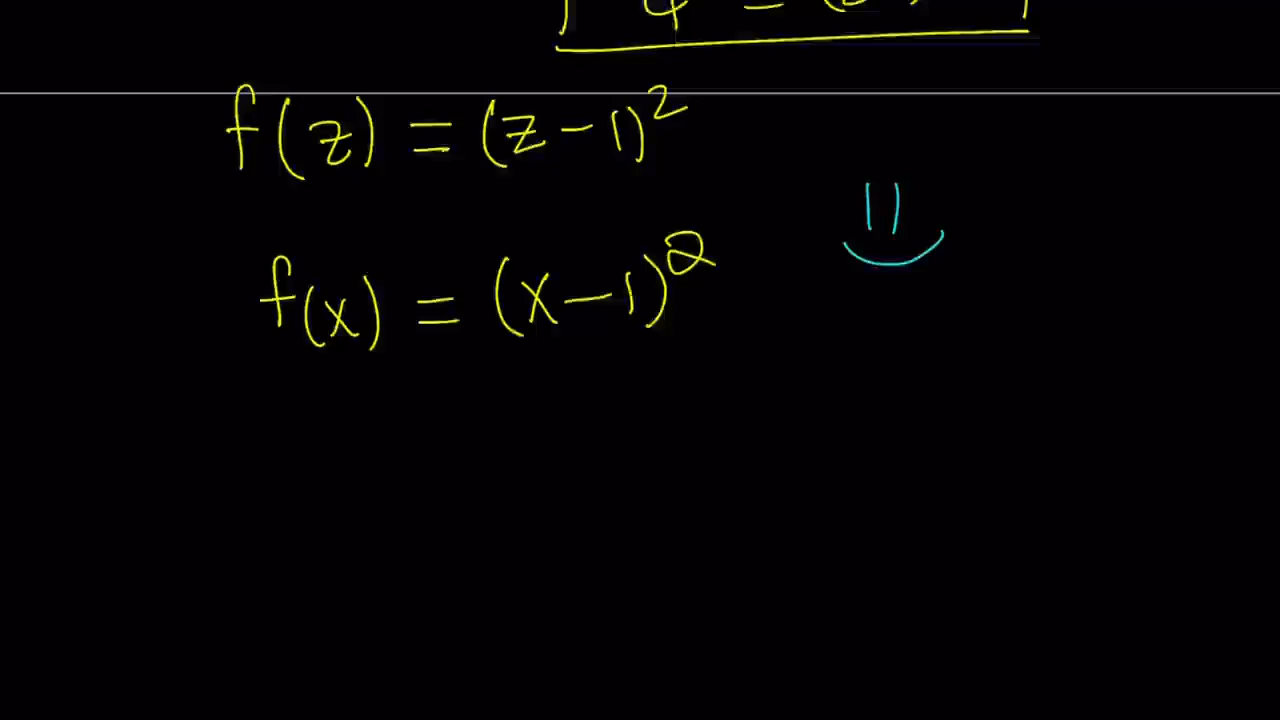 f(z) = (z-1)²
f(x) = (x-1)²